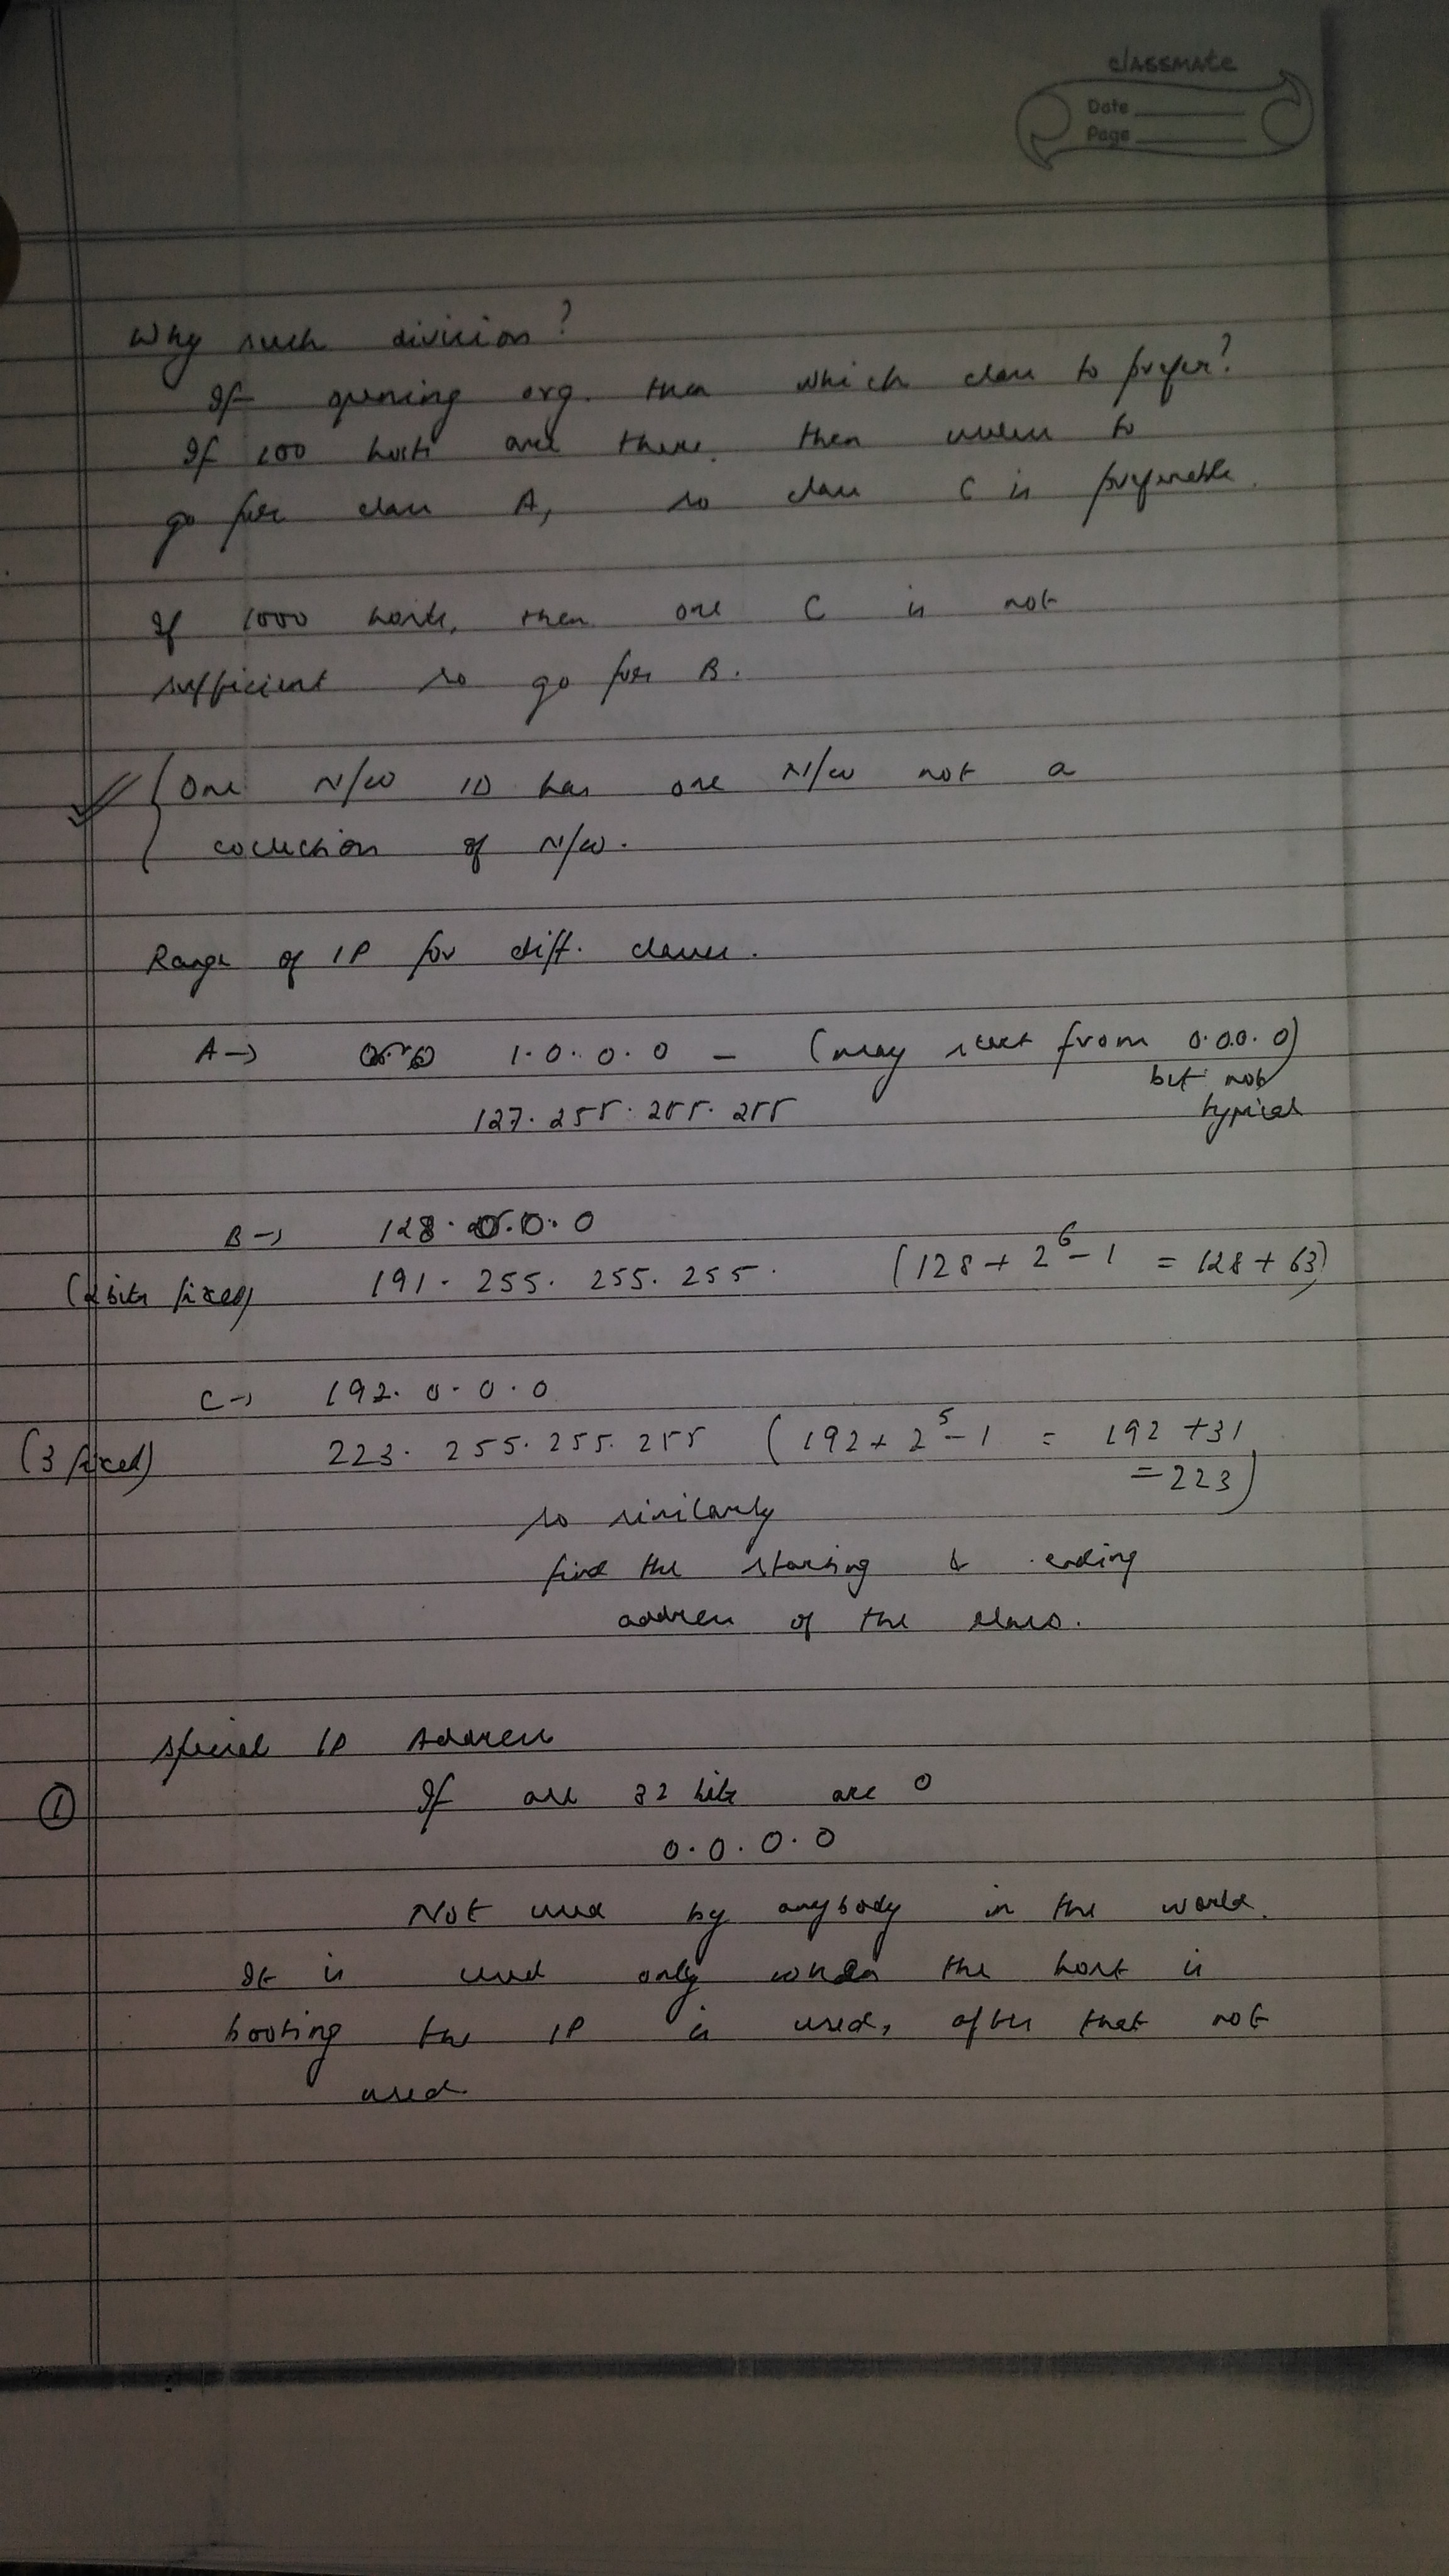 classmate
Date
Page
Why such division?
If opening org. then which class to prefer?
If 100 hosts are there, then useless to
go for class A, so class C is preferable.
If 1000 hosts, then one C is not
sufficient so go for B.
One N/W ID has one N/W not a
collection of N/W.
Range of IP for diff. classes.
A → 1.0.0.0 - (may start from 0.0.0.0)
but not
127.255.255.255 typical
B → 128.0.0.0
(2 bits fixed) 191.255.255.255. (128 + 2^6 - 1 = 128 + 63)
C → 192.0.0.0
(3 fixed) 223.255.255.255 (192 + 2^5 - 1 = 192 + 31
= 223)
so similarly
find the starting & ending
address of the class.
Special IP Address
① If all 32 bits are 0
0.0.0.0
Not used by anybody in the world.
It is used only when the host is
booting the IP is used, after that not
used